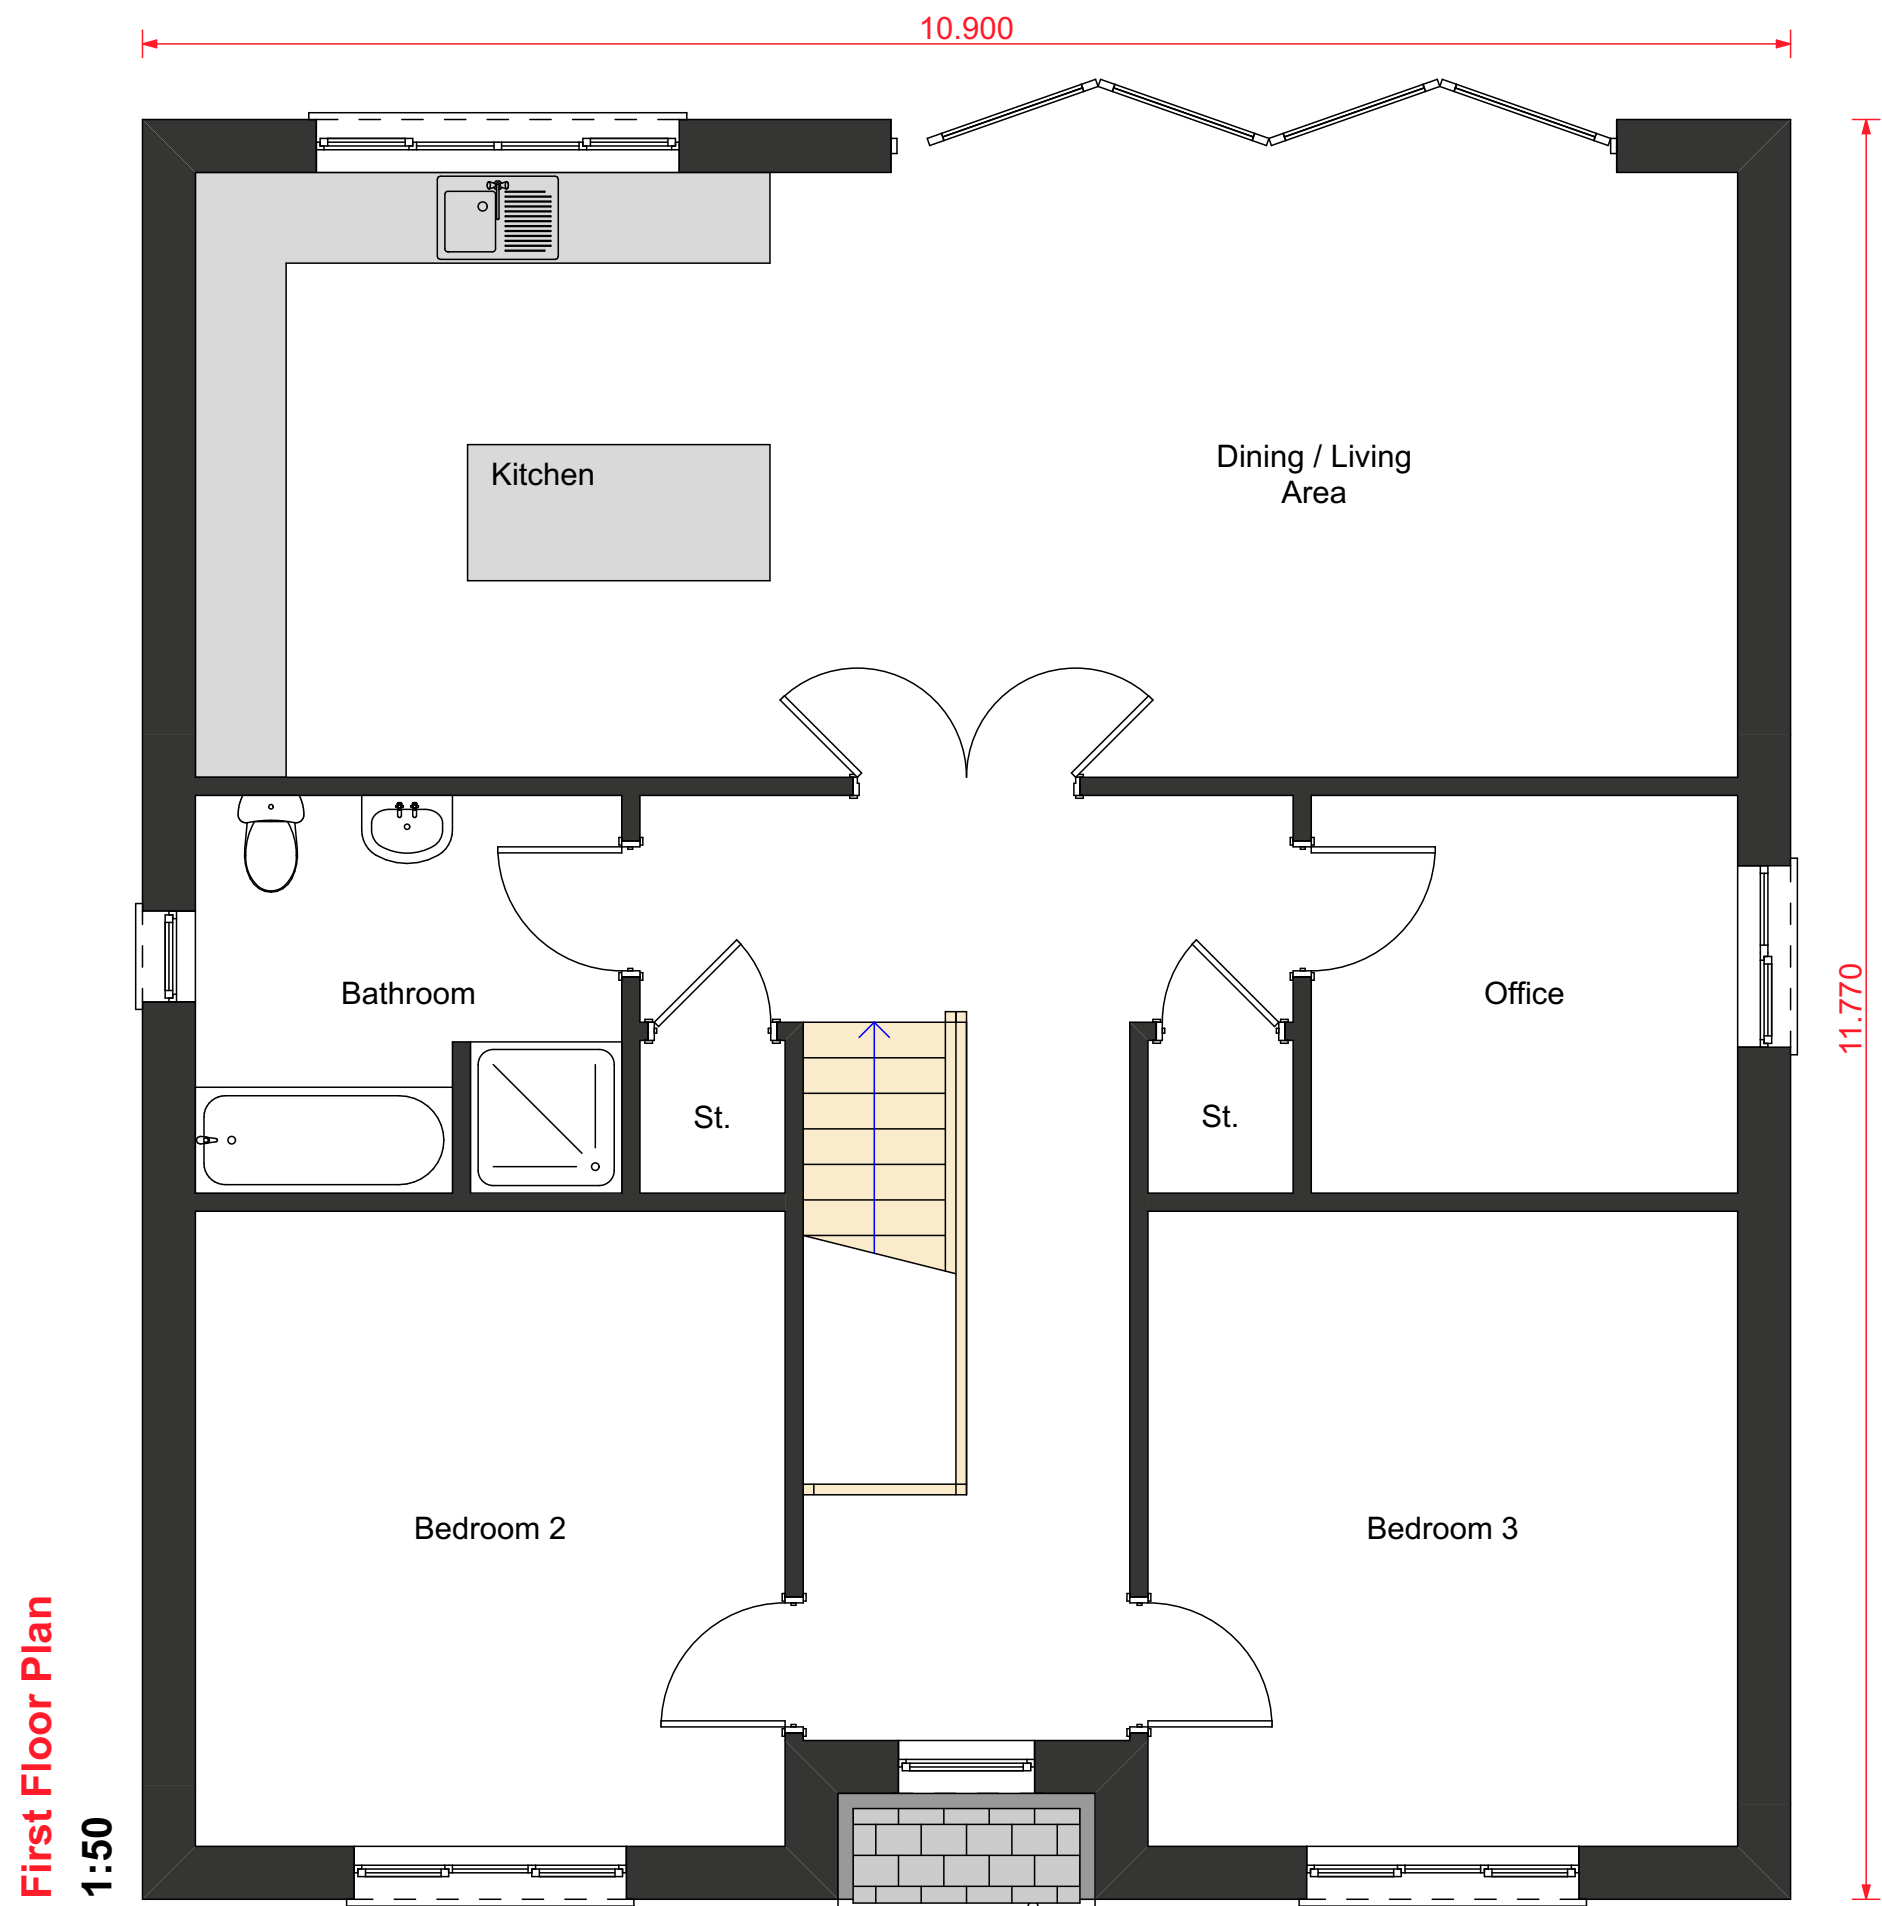 10.900
Kitchen
Dining / Living
Area
Bathroom
Office
11.770
St.
St.
Bedroom 2
Bedroom 3
First Floor Plan
1:50